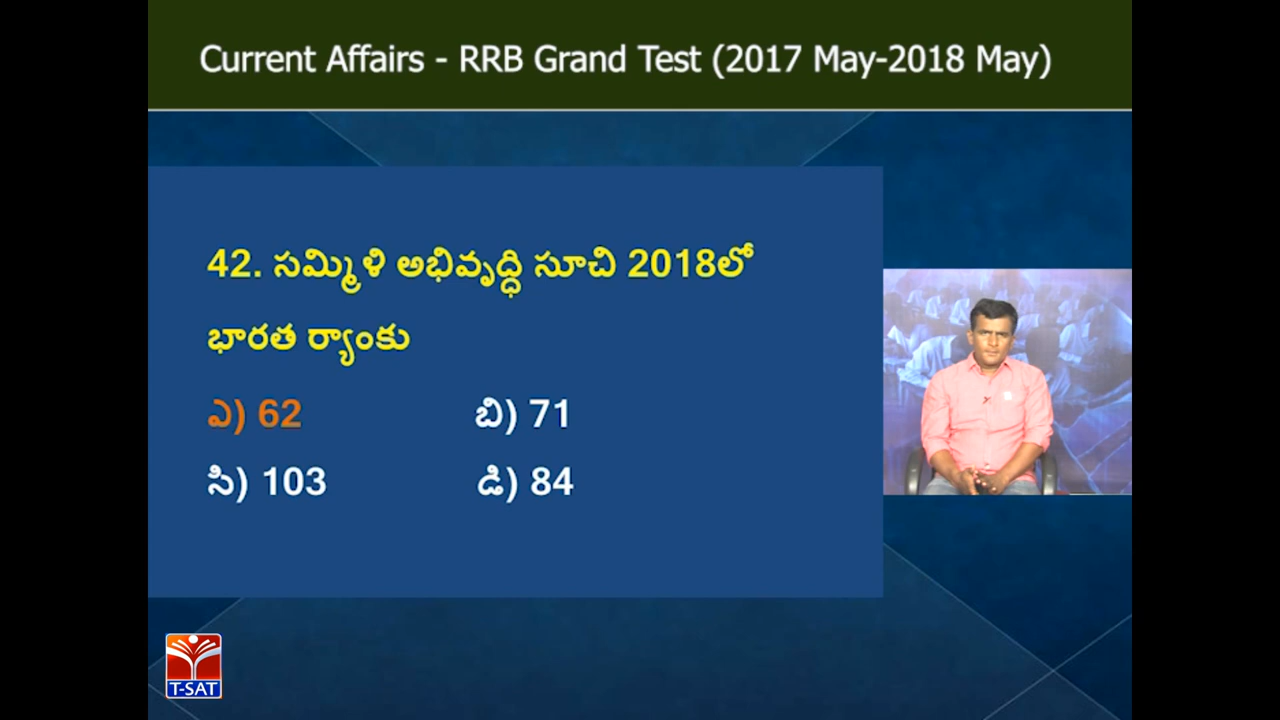 Current Affairs - RRB Grand Test (2017 May-2018 May)
42. సమ్మిళి అభివృద్ధి సూచి 2018లో
భారత ర్యాంకు
ఎ) 62 బి) 71
సి) 103 డి) 84
T-SAT